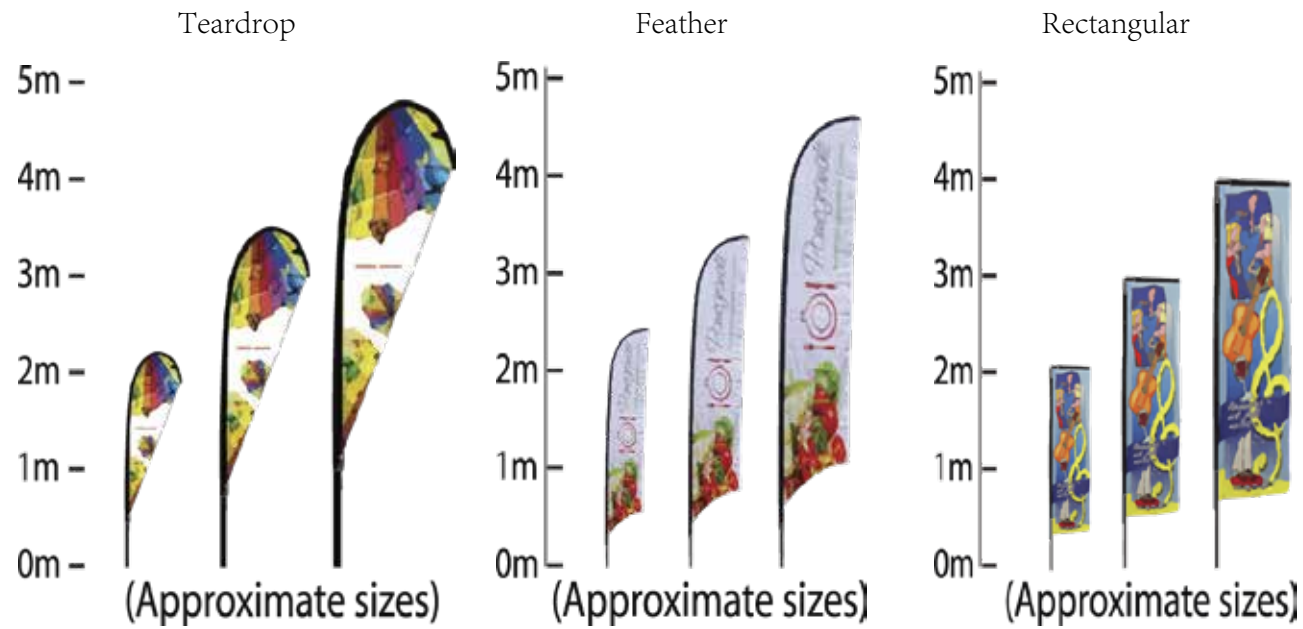 Teardrop
Feather
Rectangular
5m
4m
3m
2m
1m
0m
(Approximate sizes)
5m
4m
3m
2m
1m
0m
(Approximate sizes)
5m
4m
3m
2m
1m
0m
(Approximate sizes)